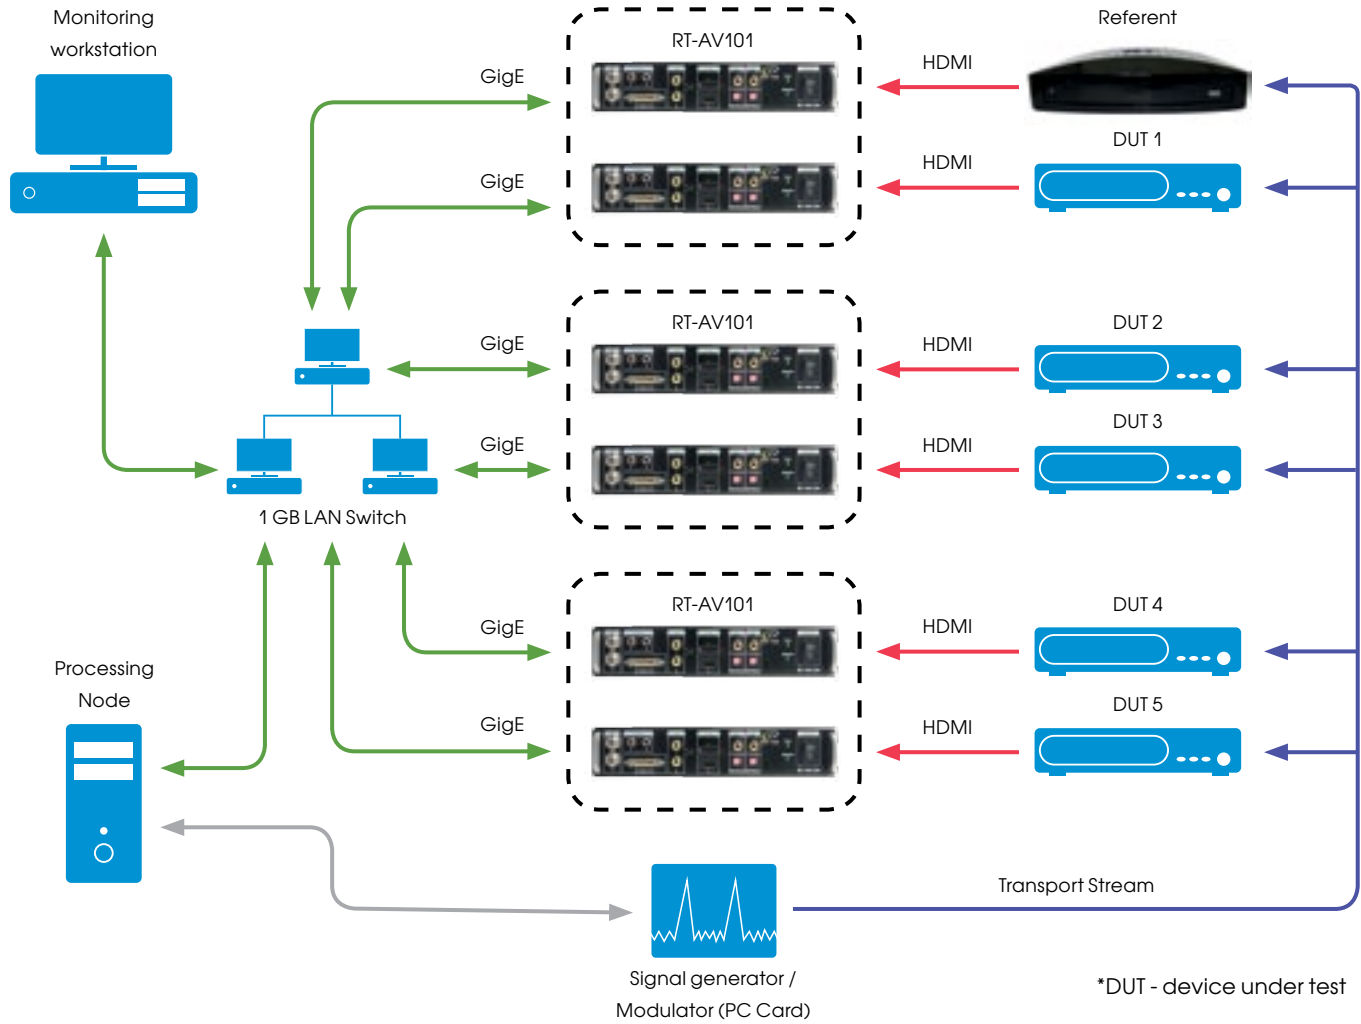 Monitoring
workstation
RT-AV101
Referent
GigE
HDMI
DUT 1
GigE
HDMI
RT-AV101
DUT 2
GigE
HDMI
DUT 3
GigE
HDMI
1 GB LAN Switch
RT-AV101
DUT 4
GigE
HDMI
Processing
Node
DUT 5
GigE
HDMI
Transport Stream
Signal generator /
Modulator (PC Card)
*DUT - device under test